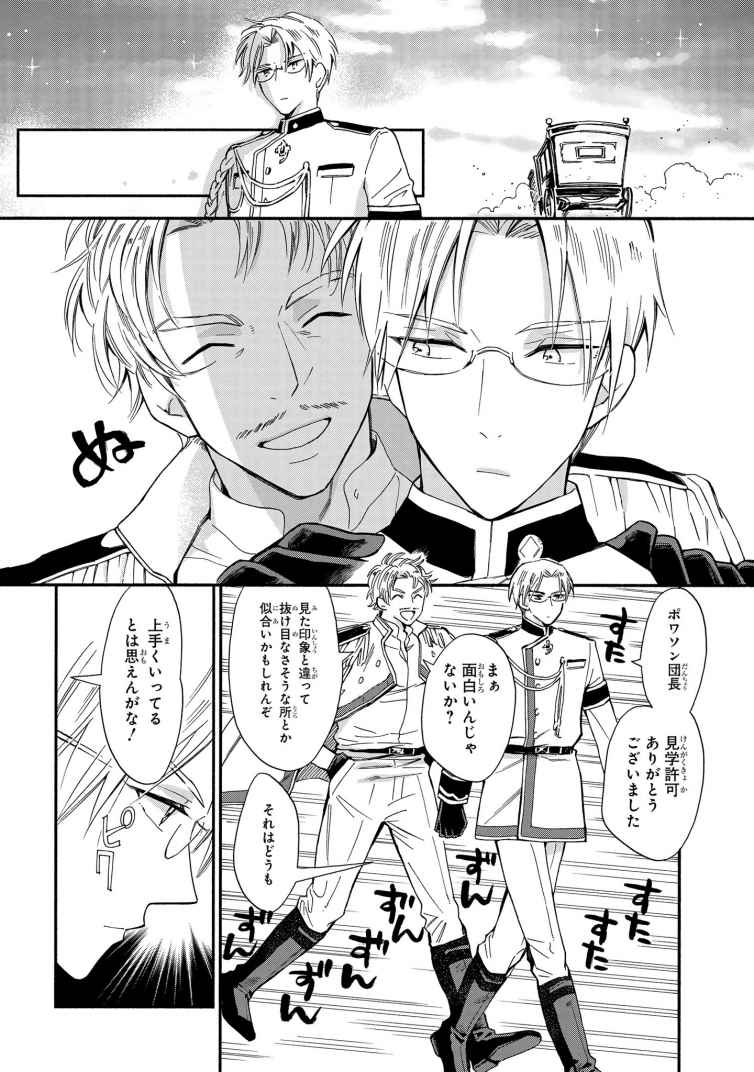 ぬ
ポワソン団長
見学許可
ありがとう
ございました
まぁ
面白いんじゃ
ないか？
見た印象と違って
抜け目なさそうな所とか
似合いかもしれんぞ
それはどうも
すた
すた
ずん
ずん
ずん
ずん
上手くいってる
とは思えんがな！
ピク